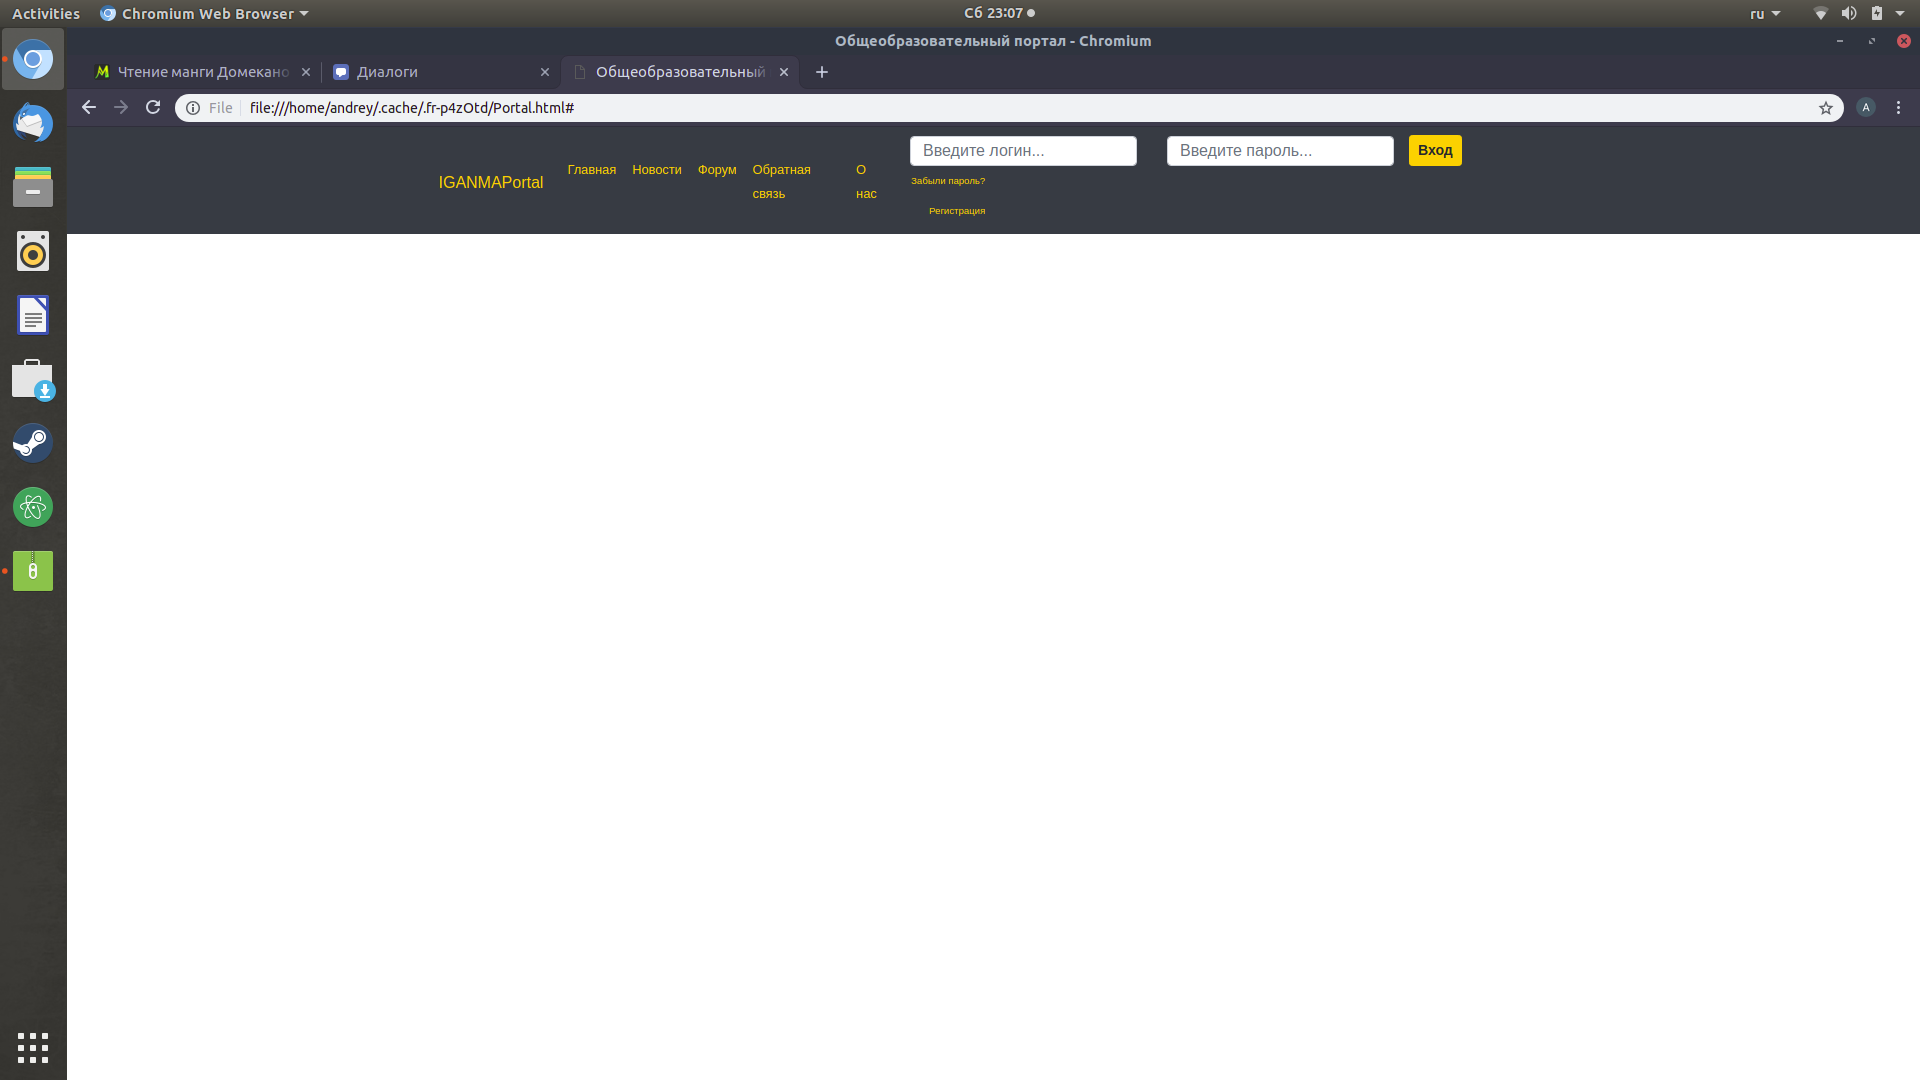 Activities
Chromium Web Browser
Сб 23:07
ru
Общеобразовательный портал - Chromium
Чтение манги Домекано
Диалоги
Общеобразовательный
File
file:///home/andrey/.cache/.fr-p4zOtd/Portal.html#
A
IGANMAPortal
Главная
Новости
Форум
Обратная
связь
О
нас
Введите логин...
Введите пароль...
Вход
Забыли пароль?
Регистрация